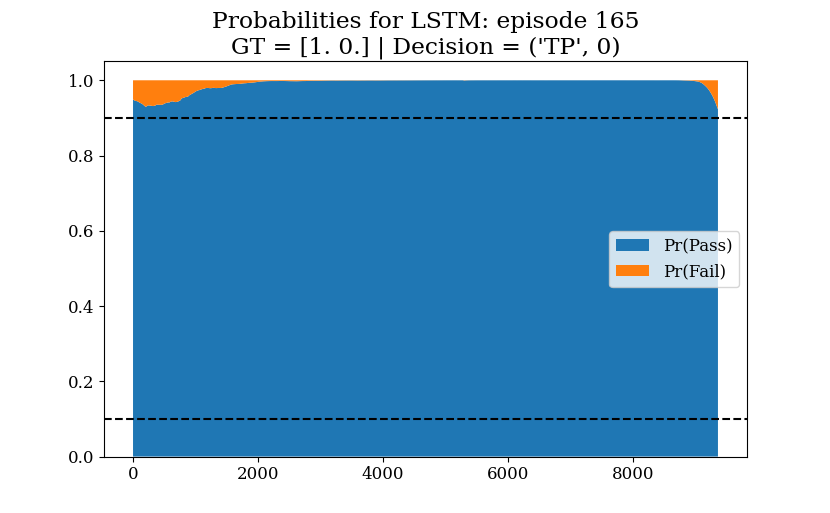 Probabilities for LSTM: episode 165
GT = [1. 0.] | Decision = ('TP', 0)
1.0
0.8
0.6
0.4
0.2
0.0
Pr(Pass)
Pr(Fail)
0
2000
4000
6000
8000